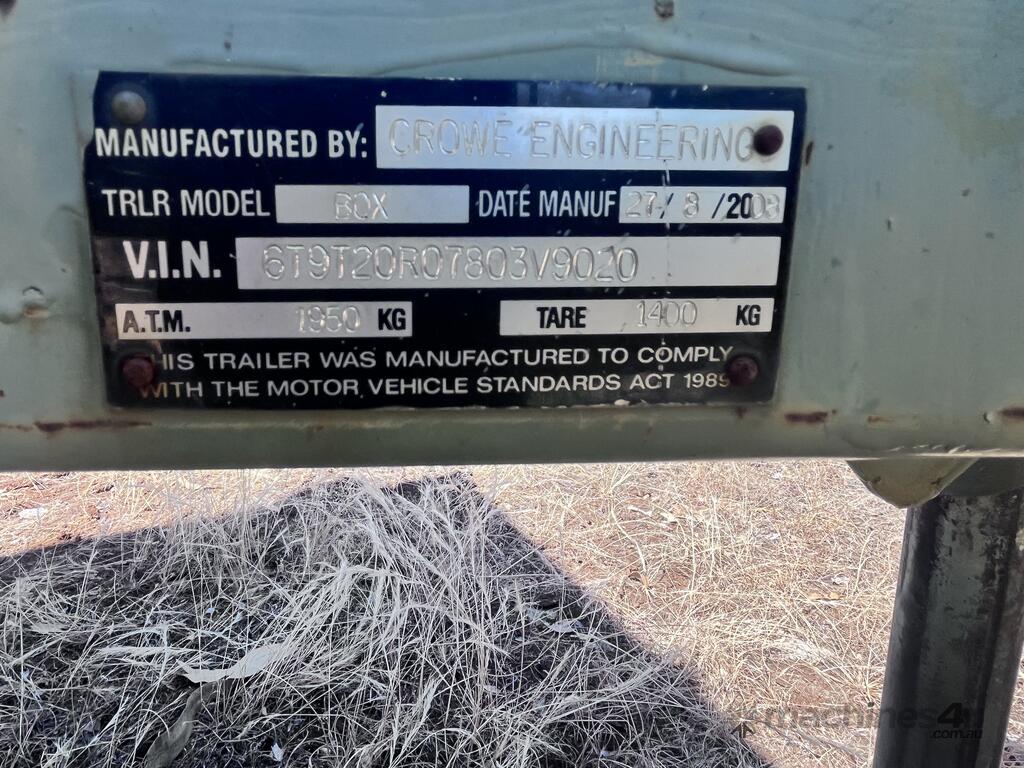 MANUFACTURED BY: CROWE ENGINEERING
TRLR MODEL BOX DATE MANUF 27/8/2008
V.I.N. 6T9T20R07803V9020
A.T.M. 1950 KG TARE 1400 KG
THIS TRAILER WAS MANUFACTURED TO COMPLY
WITH THE MOTOR VEHICLE STANDARDS ACT 1989
machines4u
.com.au